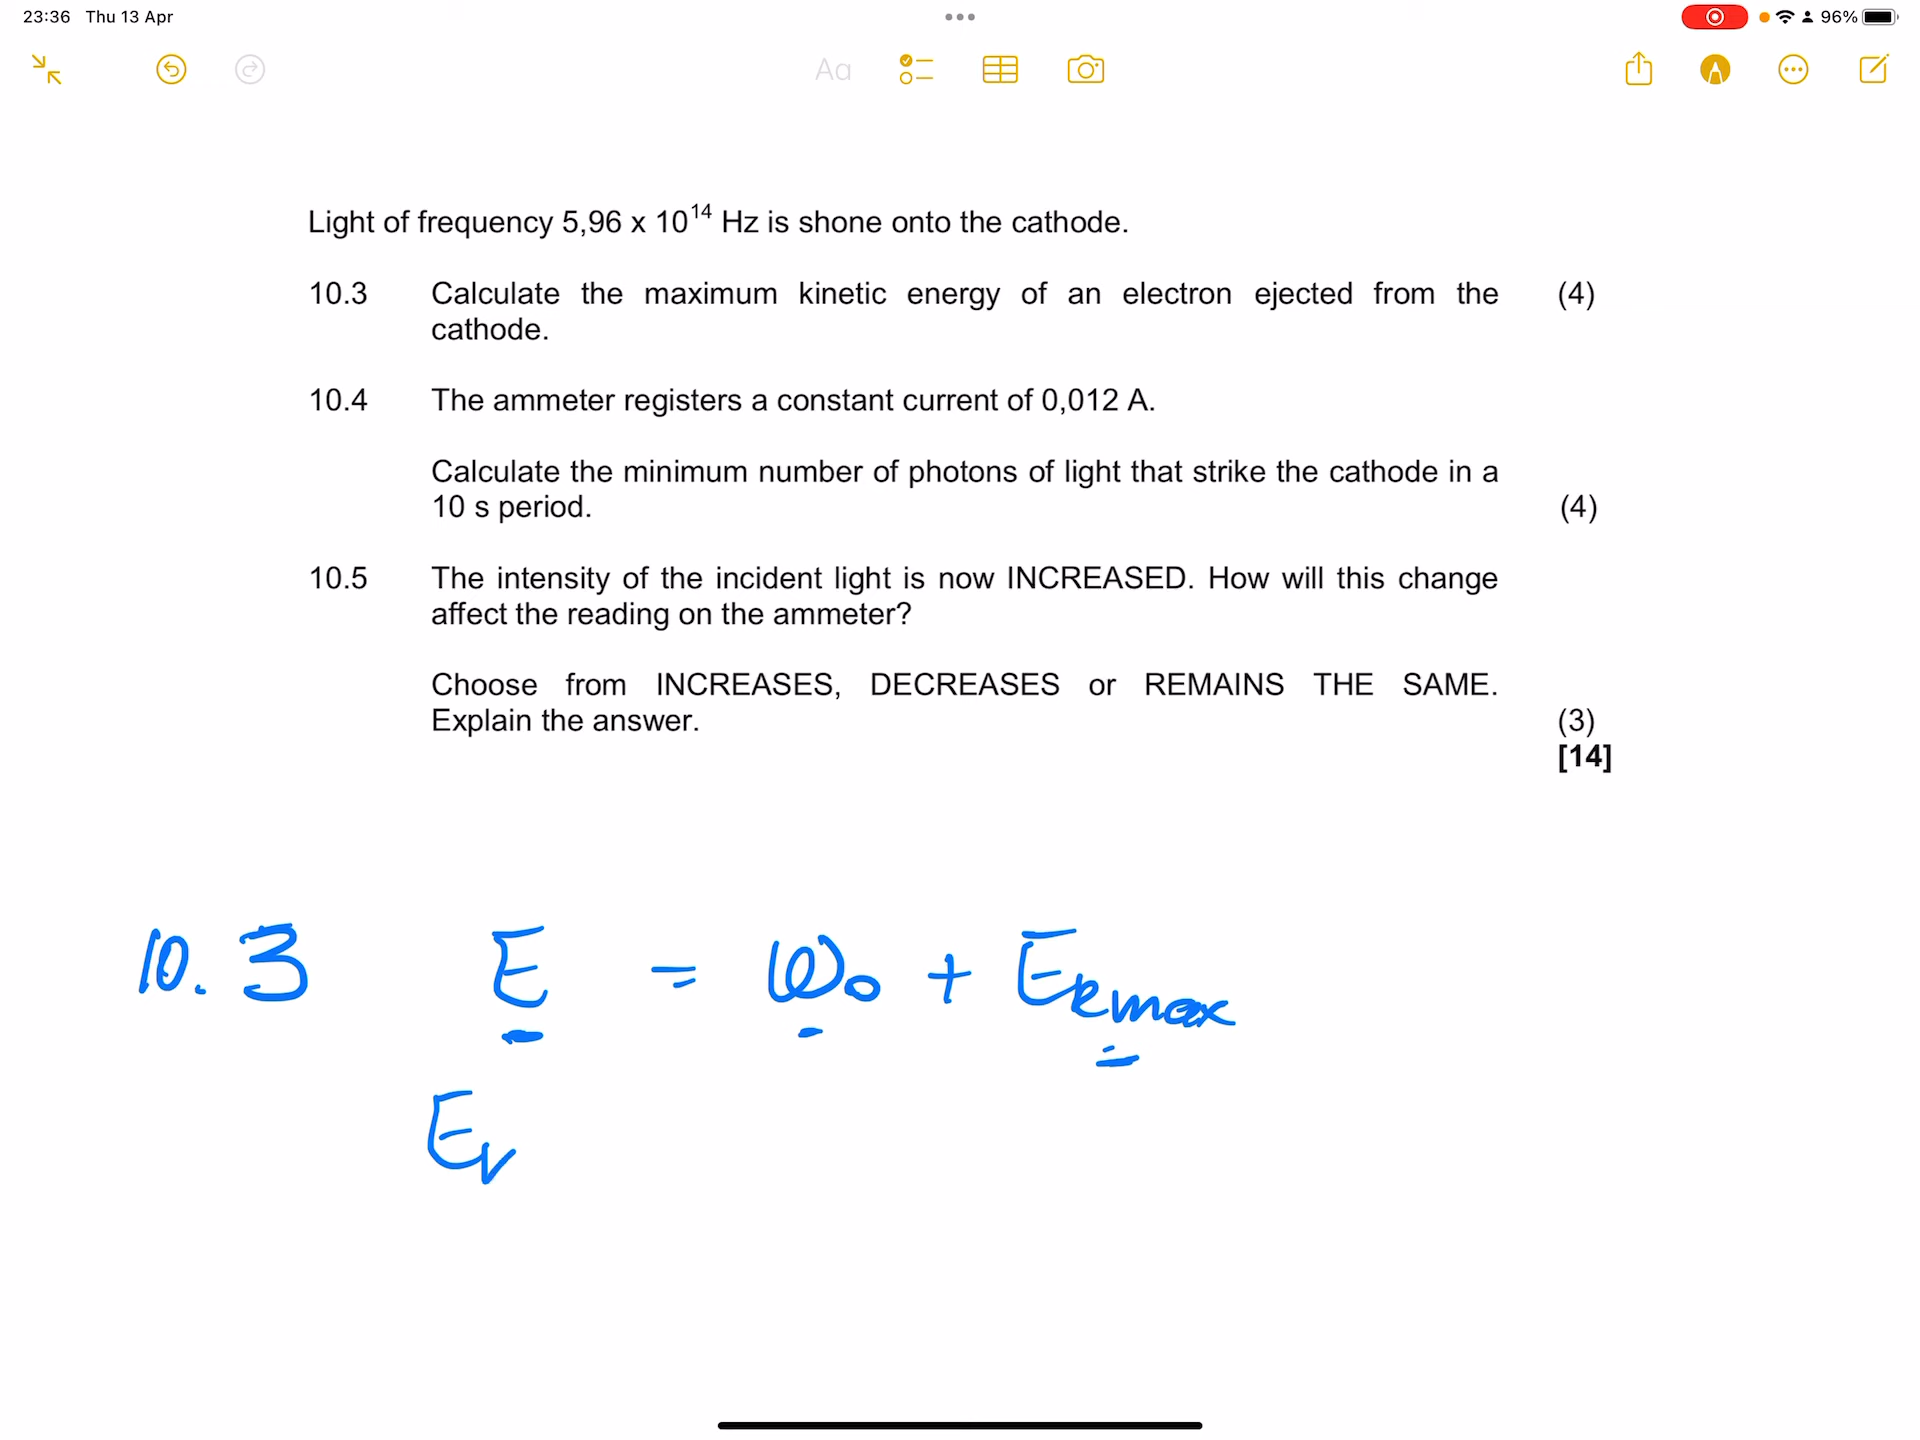 23:36 Thu 13 Apr
96%
Aa
Light of frequency 5,96 x 10¹⁴ Hz is shone onto the cathode.
10.3 Calculate the maximum kinetic energy of an electron ejected from the (4)
cathode.
10.4 The ammeter registers a constant current of 0,012 A.
Calculate the minimum number of photons of light that strike the cathode in a
10 s period. (4)
10.5 The intensity of the incident light is now INCREASED. How will this change
affect the reading on the ammeter?
Choose from INCREASES, DECREASES or REMAINS THE SAME.
Explain the answer. (3)
[14]
10.3 E = W₀ + Ekmax